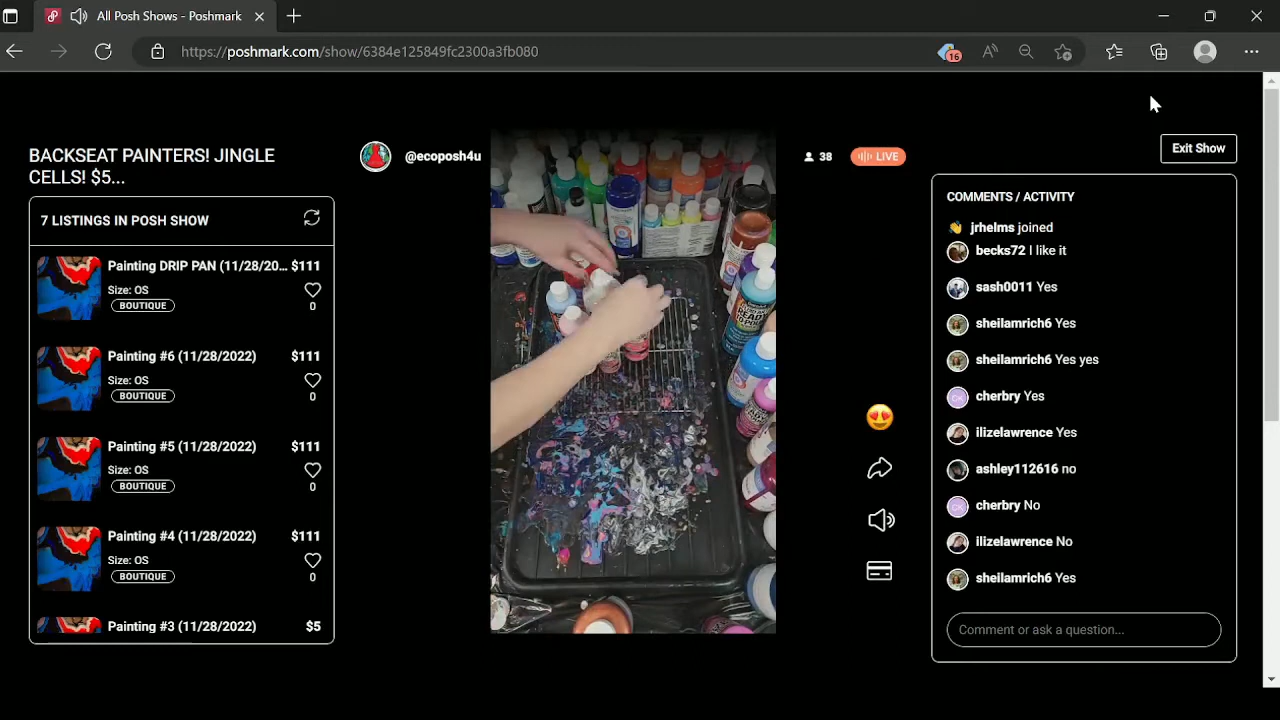 All Posh Shows - Poshmark
https://poshmark.com/show/6384e125849fc2300a3fb080
16
BACKSEAT PAINTERS! JINGLE
CELLS! $5...
@ecoposh4u
38
LIVE
Exit Show
7 LISTINGS IN POSH SHOW
Painting DRIP PAN (11/28/20... $111
Size: OS
BOUTIQUE
0
Painting #6 (11/28/2022) $111
Size: OS
BOUTIQUE
0
Painting #5 (11/28/2022) $111
Size: OS
BOUTIQUE
0
Painting #4 (11/28/2022) $111
Size: OS
BOUTIQUE
0
Painting #3 (11/28/2022) $5
COMMENTS / ACTIVITY
jrhelms joined
becks72 I like it
sash0011 Yes
sheilamrich6 Yes
sheilamrich6 Yes yes
CK cherbry Yes
ilizelawrence Yes
ashley112616 no
CK cherbry No
ilizelawrence No
sheilamrich6 Yes
Comment or ask a question...